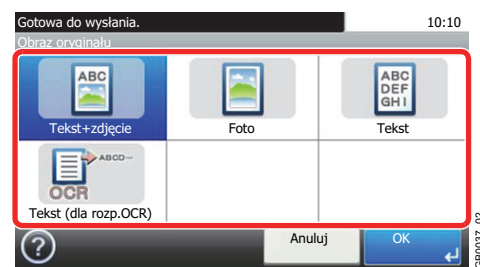 Gotowa do wysłania. 10:10
Obraz oryginału
ABC
ABC
DEF
GHI
Tekst+zdjęcie Foto Tekst
ABCD
OCR
Tekst (dla rozp.OCR)
? Anuluj OK
GB0037_02